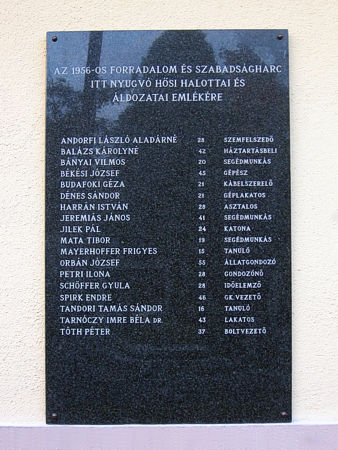 AZ 1956-OS FORRADALOM ÉS SZABADSÁGHARC
ITT NYUGVÓ HŐSI HALOTTAI ÉS
ÁLDOZATAI EMLÉKÉRE
ANDORFI LÁSZLÓ ALADÁRNÉ 28 SZEMFELSZEDŐ
BALÁZS KÁROLYNÉ 42 HÁZTARTÁSBELI
BÁNYAI VILMOS 20 SEGÉDMUNKÁS
BÉKÉSI JÓZSEF 45 GÉPÉSZ
BUDAFOKI GÉZA 21 KÁBELSZERELŐ
DÉNES SÁNDOR 21 GÉPLAKATOS
HARRÁN ISTVÁN 28 ASZTALOS
JEREMIÁS JÁNOS 41 SEGÉDMUNKÁS
JILEK PÁL 24 KATONA
MATA TIBOR 19 SEGÉDMUNKÁS
MAYERHOFFER FRIGYES 15 TANULÓ
ORBÁN JÓZSEF 55 ÁLLATGONDOZÓ
PETRI ILONA 28 GONDOZÓNŐ
SCHÖFFER GYULA 28 IDŐELEMZŐ
SPIRK ENDRE 46 GK.VEZETŐ
TANDORI TAMÁS SÁNDOR 16 TANULÓ
TARNÓCZY IMRE BÉLA DR. 43 LAKATOS
TÓTH PÉTER 37 BOLTVEZETŐ